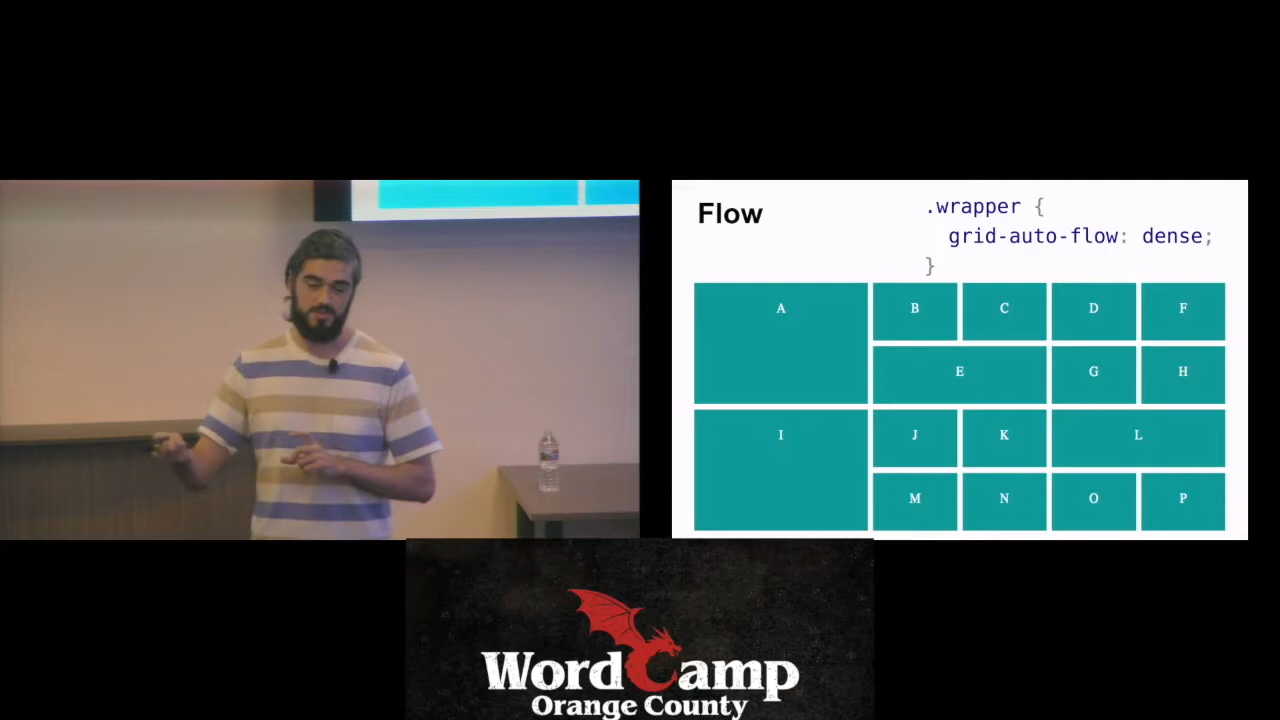 Flow
.wrapper {
grid-auto-flow: dense;
}
A
B
C
D
F
E
G
H
I
J
K
L
M
N
O
P
WordCamp
Orange County